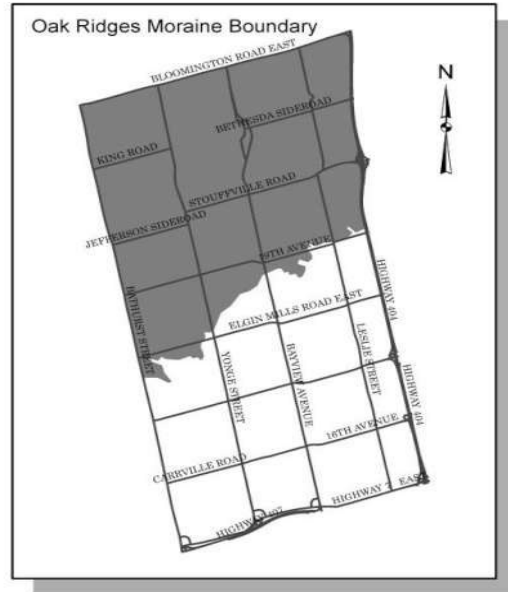 Oak Ridges Moraine Boundary
BLOOMINGTON ROAD EAST
N
BETHESDA SIDEROAD
KING ROAD
STOUFFVILLE ROAD
JEFFERSON SIDEROAD
19TH AVENUE
BATHURST STREET
HIGHWAY 404
ELGIN MILLS ROAD EAST
LESLIE STREET
YONGE STREET
BAYVIEW AVENUE
HIGHWAY 404
16TH AVENUE
CARRVILLE ROAD
HIGHWAY 7 EAST
HIGHWAY 407